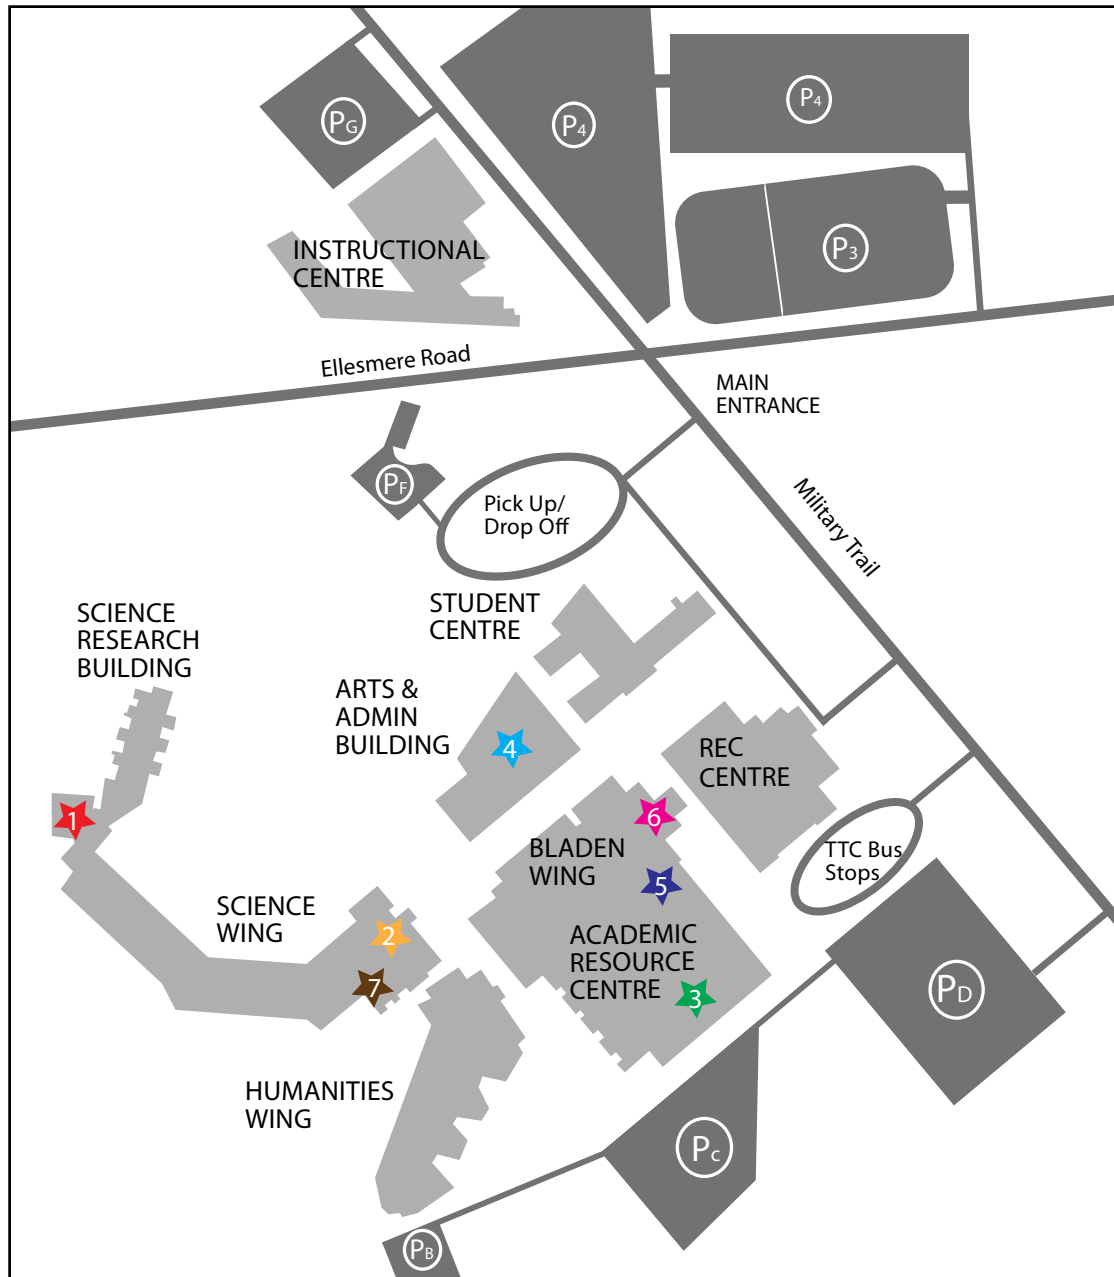 P4
P4
PG
P3
INSTRUCTIONAL
CENTRE
Ellesmere Road
MAIN
ENTRANCE
PF
Pick Up/
Drop Off
Military Trail
STUDENT
CENTRE
SCIENCE
RESEARCH
BUILDING
ARTS &
ADMIN
BUILDING
4
REC
CENTRE
1
6
BLADEN
WING
TTC Bus
Stops
5
SCIENCE
WING
2
ACADEMIC
RESOURCE
CENTRE
7
3
PD
HUMANITIES
WING
Pc
PB